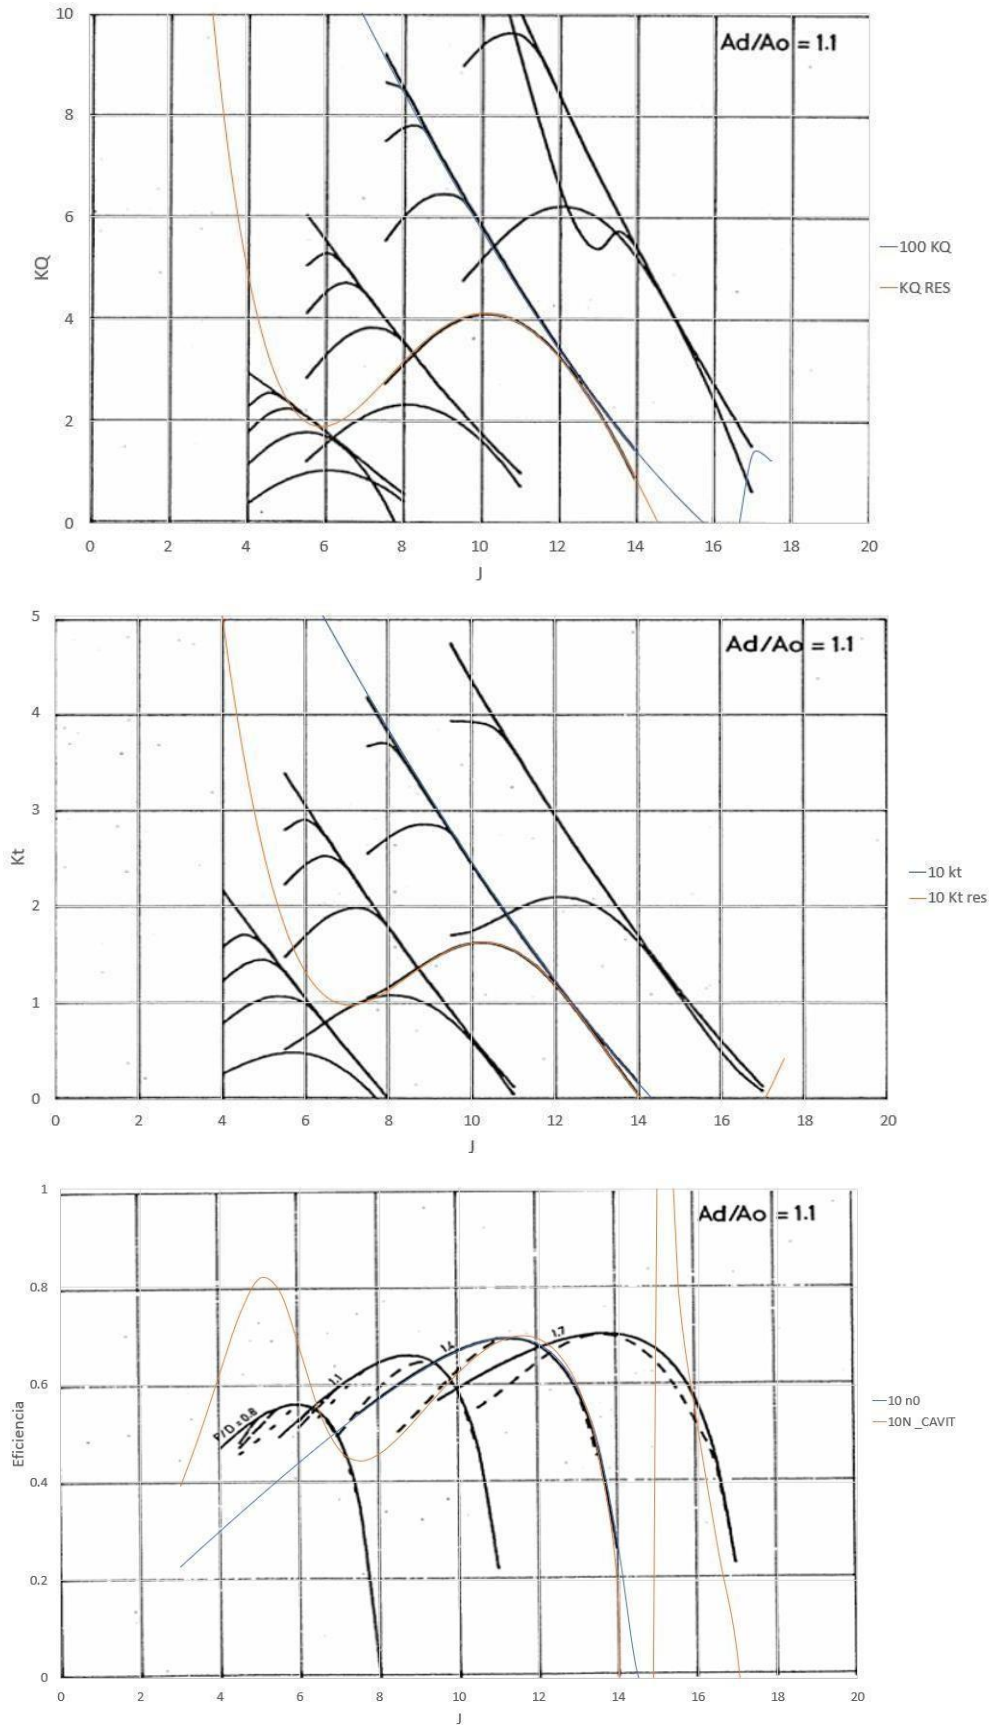 10
Ad/Ao = 1.1
8
6
KQ
100 KQ
KQ RES
4
2
0
0 2 4 6 8 10 12 14 16 18 20
J
5
Ad/Ao = 1.1
4
3
Kt
10 kt
10 Kt res
2
1
0
0 2 4 6 8 10 12 14 16 18 20
J
1
Ad/Ao = 1.1
0.8
1.7
1.4
1.1
0.6
P/D = 0.8
Eficiencia
10 n0
10N _CAVIT
0.4
0.2
0
0 2 4 6 8 10 12 14 16 18 20
J